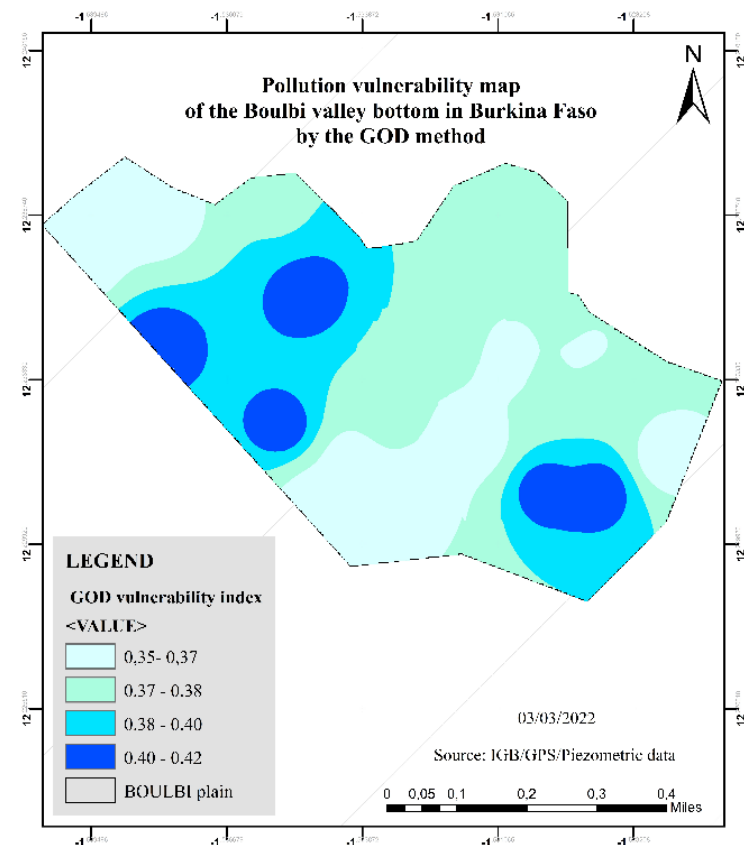 N
Pollution vulnerability map
of the Boulbi valley bottom in Burkina Faso
by the GOD method
LEGEND
GOD vulnerability index
<VALUE>
0,35- 0,37
0.37 - 0.38
0.38 - 0.40
0.40 - 0.42
BOULBI plain
03/03/2022
Source: IGB/GPS/Piezometric data
0 0,05 0.1 0,2 0,3 0,4
Miles